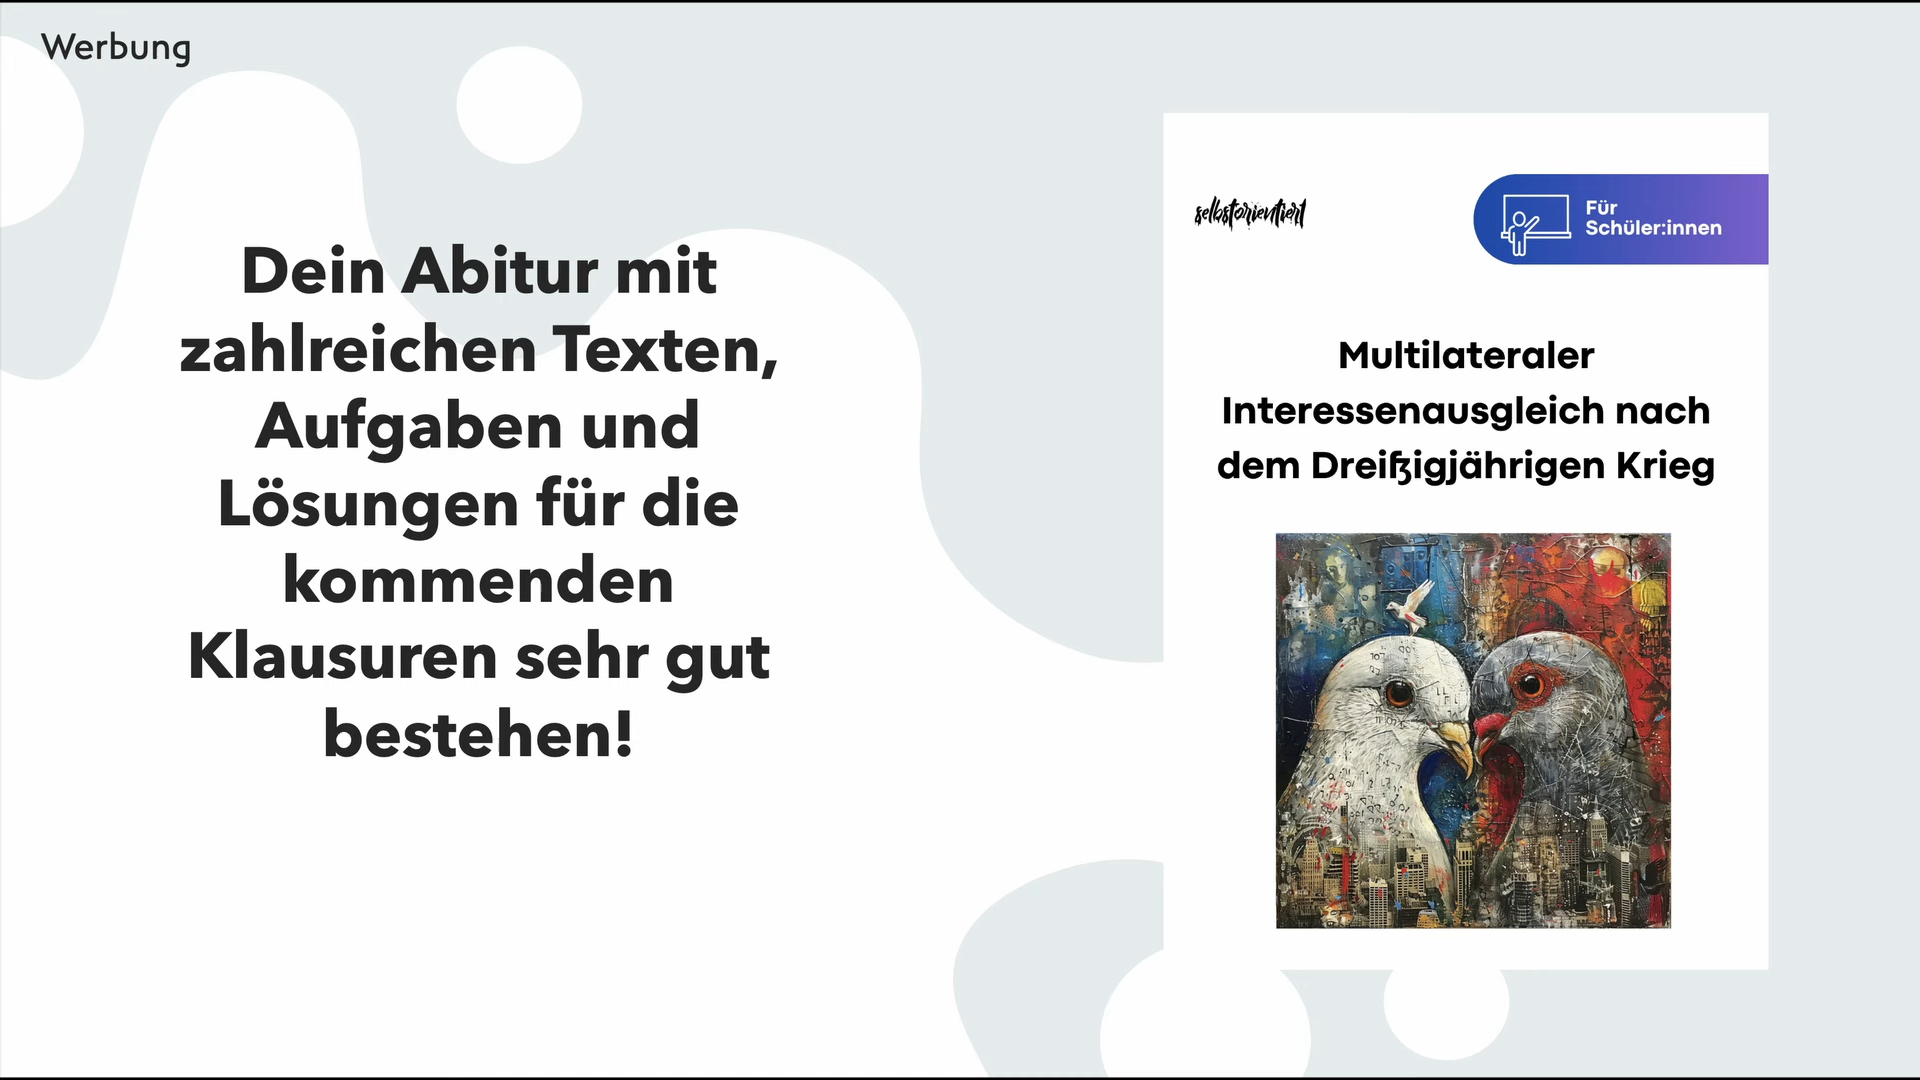 Werbung
Dein Abitur mit
zahlreichen Texten,
Aufgaben und
Lösungen für die
kommenden
Klausuren sehr gut
bestehen!
selbstorientiert
Für
Schüler:innen
Multilateraler
Interessenausgleich nach
dem Dreißigjährigen Krieg